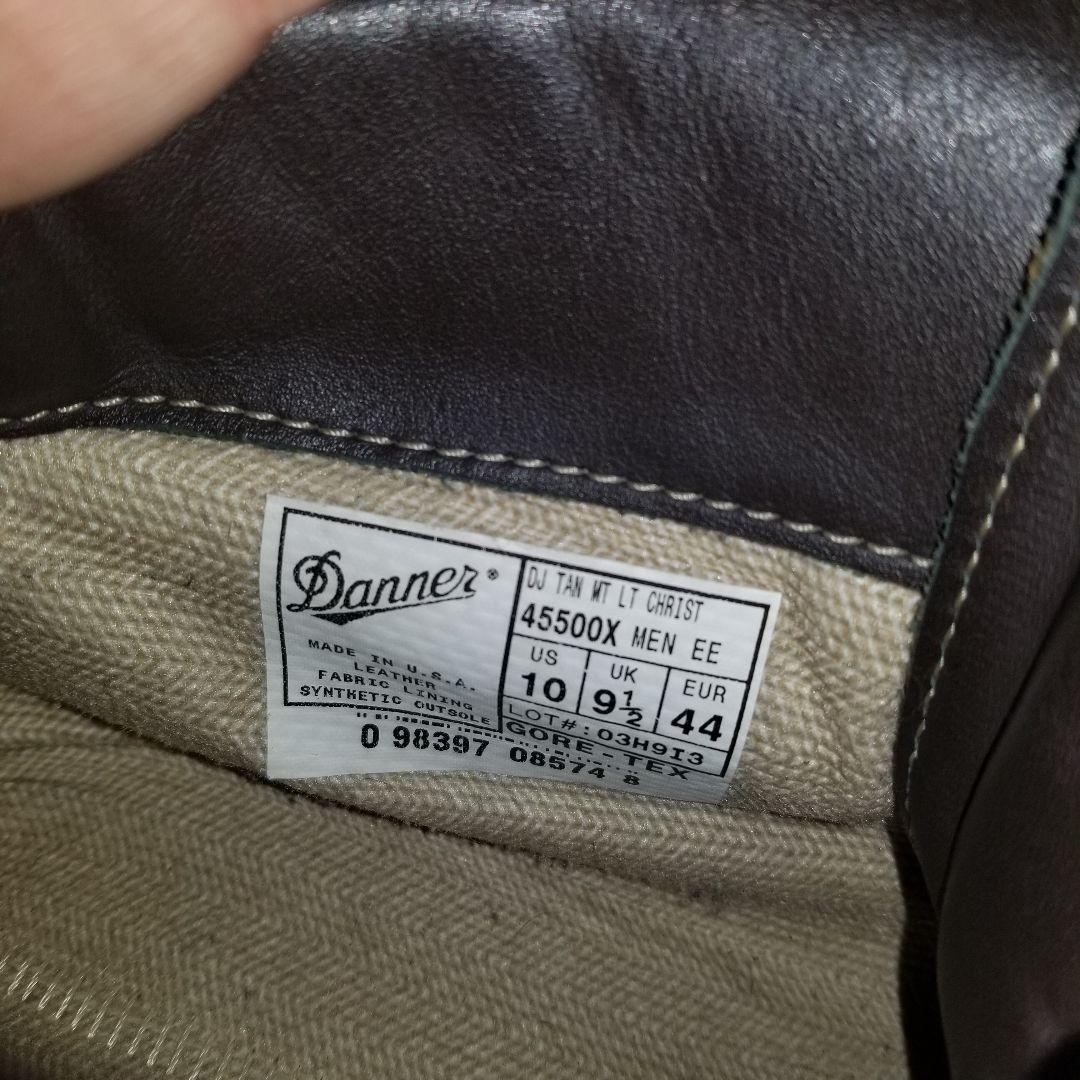 Danner®
MADE IN U.S.A.
LEATHER
FABRIC LINING
SYNTHETIC OUTSOLE
DJ TAN MT LT CHRIST
45500X MEN EE
US
10
UK
9½
EUR
44
LOT#:03H9I3
GORE-TEX
0 98397 08574 8